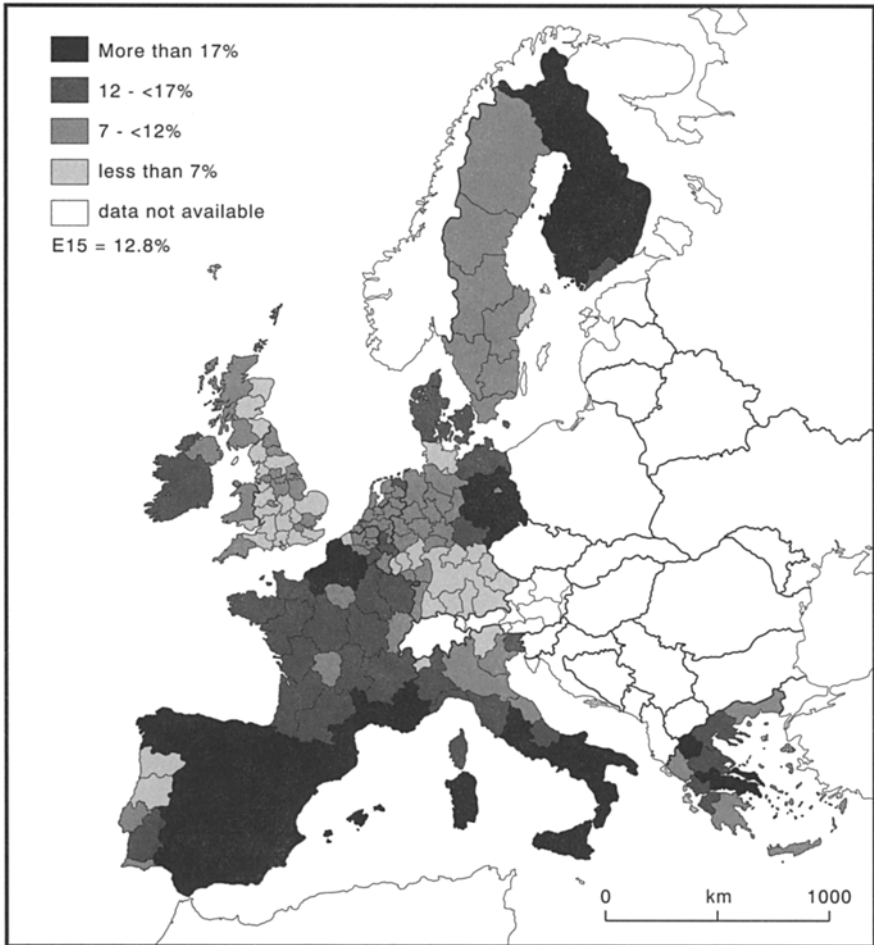 More than 17%
12 - <17%
7 - <12%
less than 7%
data not available
E15 = 12.8%
0 km 1000